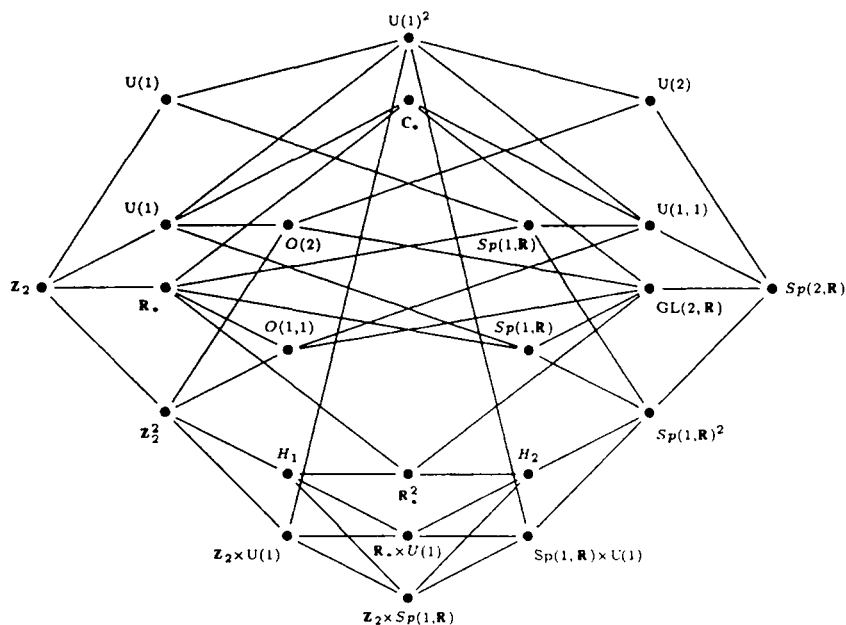 U(1)²
U(1)
U(2)
C•
U(1)
U(1,1)
O(2)
Sp(1,R)
Z₂
R•
GL(2,R)
Sp(2,R)
O(1,1)
Sp(1,R)
Z₂²
Sp(1,R)²
H₁
H₂
R•²
Z₂×U(1)
R•×U(1)
Sp(1,R)×U(1)
Z₂×Sp(1,R)